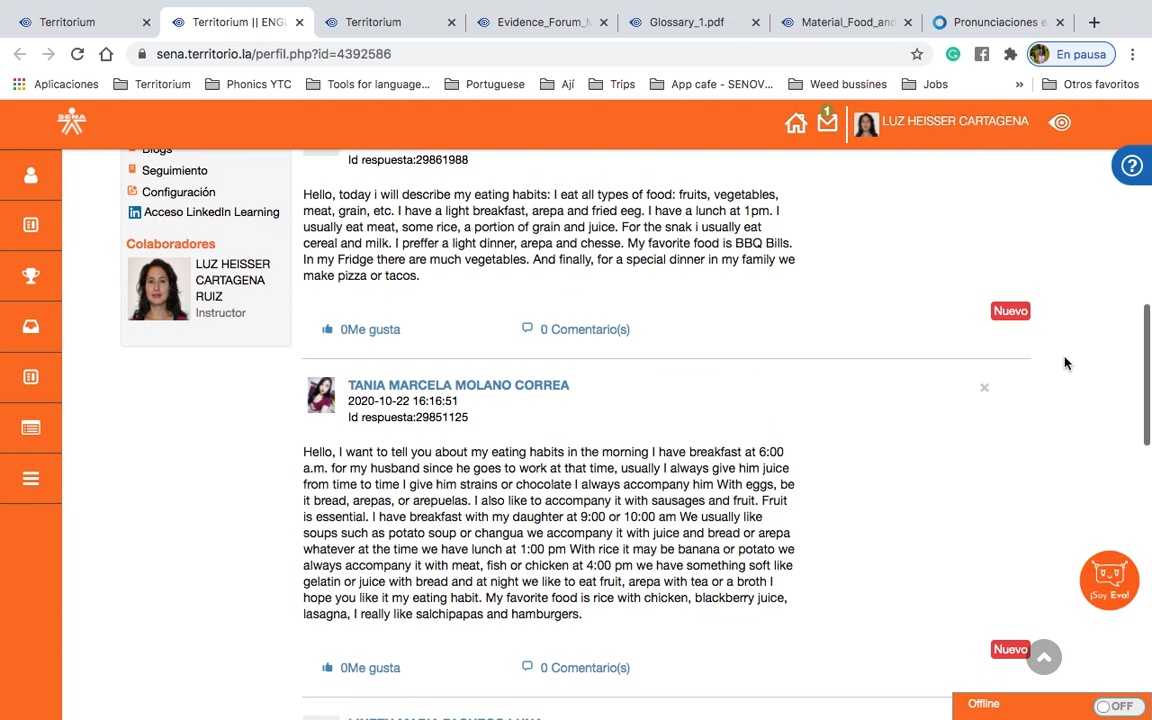 Territorium
Territorium || ENG
Territorium
Evidence_Forum_M
Glossary_1.pdf
Material_Food_and
Pronunciaciones e
sena.territorio.la/perfil.php?id=4392586
En pausa
Aplicaciones
Territorium
Phonics YTC
Tools for language...
Portuguese
Ají
Trips
App cafe - SENOV...
Weed bussines
Jobs
»
Otros favoritos
SENA
1
LUZ HEISSER CARTAGENA
Blogs
Seguimiento
Configuración
Acceso LinkedIn Learning
Colaboradores
LUZ HEISSER
CARTAGENA
RUIZ
Instructor
Id respuesta:29861988
Hello, today i will describe my eating habits: I eat all types of food: fruits, vegetables,
meat, grain, etc. I have a light breakfast, arepa and fried eeg. I have a lunch at 1pm. I
usually eat meat, some rice, a portion of grain and juice. For the snak i usually eat
cereal and milk. I preffer a light dinner, arepa and chesse. My favorite food is BBQ Bills.
In my Fridge there are much vegetables. And finally, for a special dinner in my family we
make pizza or tacos.
Nuevo
0Me gusta
0 Comentario(s)
TANIA MARCELA MOLANO CORREA
2020-10-22 16:16:51
Id respuesta:29851125
Hello, I want to tell you about my eating habits in the morning I have breakfast at 6:00
a.m. for my husband since he goes to work at that time, usually I always give him juice
from time to time I give him strains or chocolate I always accompany him With eggs, be
it bread, arepas, or arepuelas. I also like to accompany it with sausages and fruit. Fruit
is essential. I have breakfast with my daughter at 9:00 or 10:00 am We usually like
soups such as potato soup or changua we accompany it with juice and bread or arepa
whatever at the time we have lunch at 1:00 pm With rice it may be banana or potato we
always accompany it with meat, fish or chicken at 4:00 pm we have something soft like
gelatin or juice with bread and at night we like to eat fruit, arepa with tea or a broth I
hope you like it my eating habit. My favorite food is rice with chicken, blackberry juice,
lasagna, I really like salchipapas and hamburgers.
¡Soy Eva!
Nuevo
0Me gusta
0 Comentario(s)
Offline
OFF